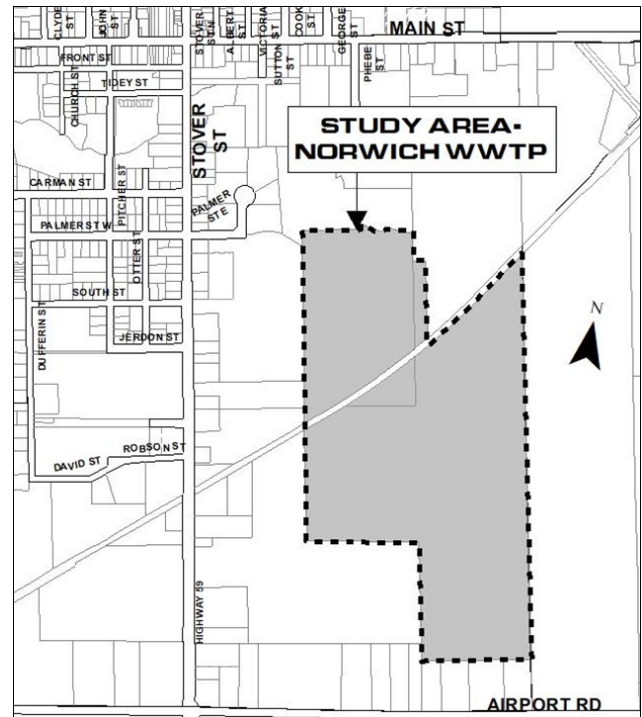 CLYDE
ST
JOHN
ST
STOVER
ST N
ALBERT
ST
VICTORIA
ST
COOK
ST
GEORGE
ST
MAIN ST
FRONT ST
SUTTON
ST
PHEBE
ST
TIDEY ST
CHURCH ST
STOVER
ST
STUDY AREA-
NORWICH WWTP
CARMAN ST
PITCHER ST
PALMER
ST E
PALMER ST W
OTTER ST
SOUTH ST
N
DUFFERIN ST
JERDON ST
ROBSON ST
DAVID ST
HIGHWAY 59
AIRPORT RD